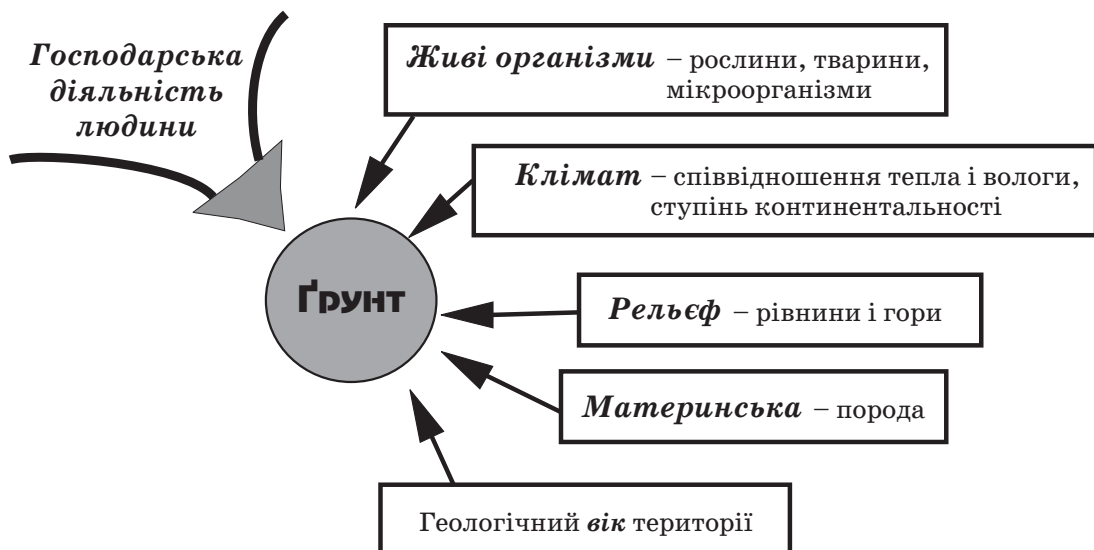 Господарська
діяльність
людини
Живі організми – рослини, тварини,
мікроорганізми
Клімат – співвідношення тепла і вологи,
ступінь континентальності
Ґрунт
Рельєф – рівнини і гори
Материнська – порода
Геологічний вік території